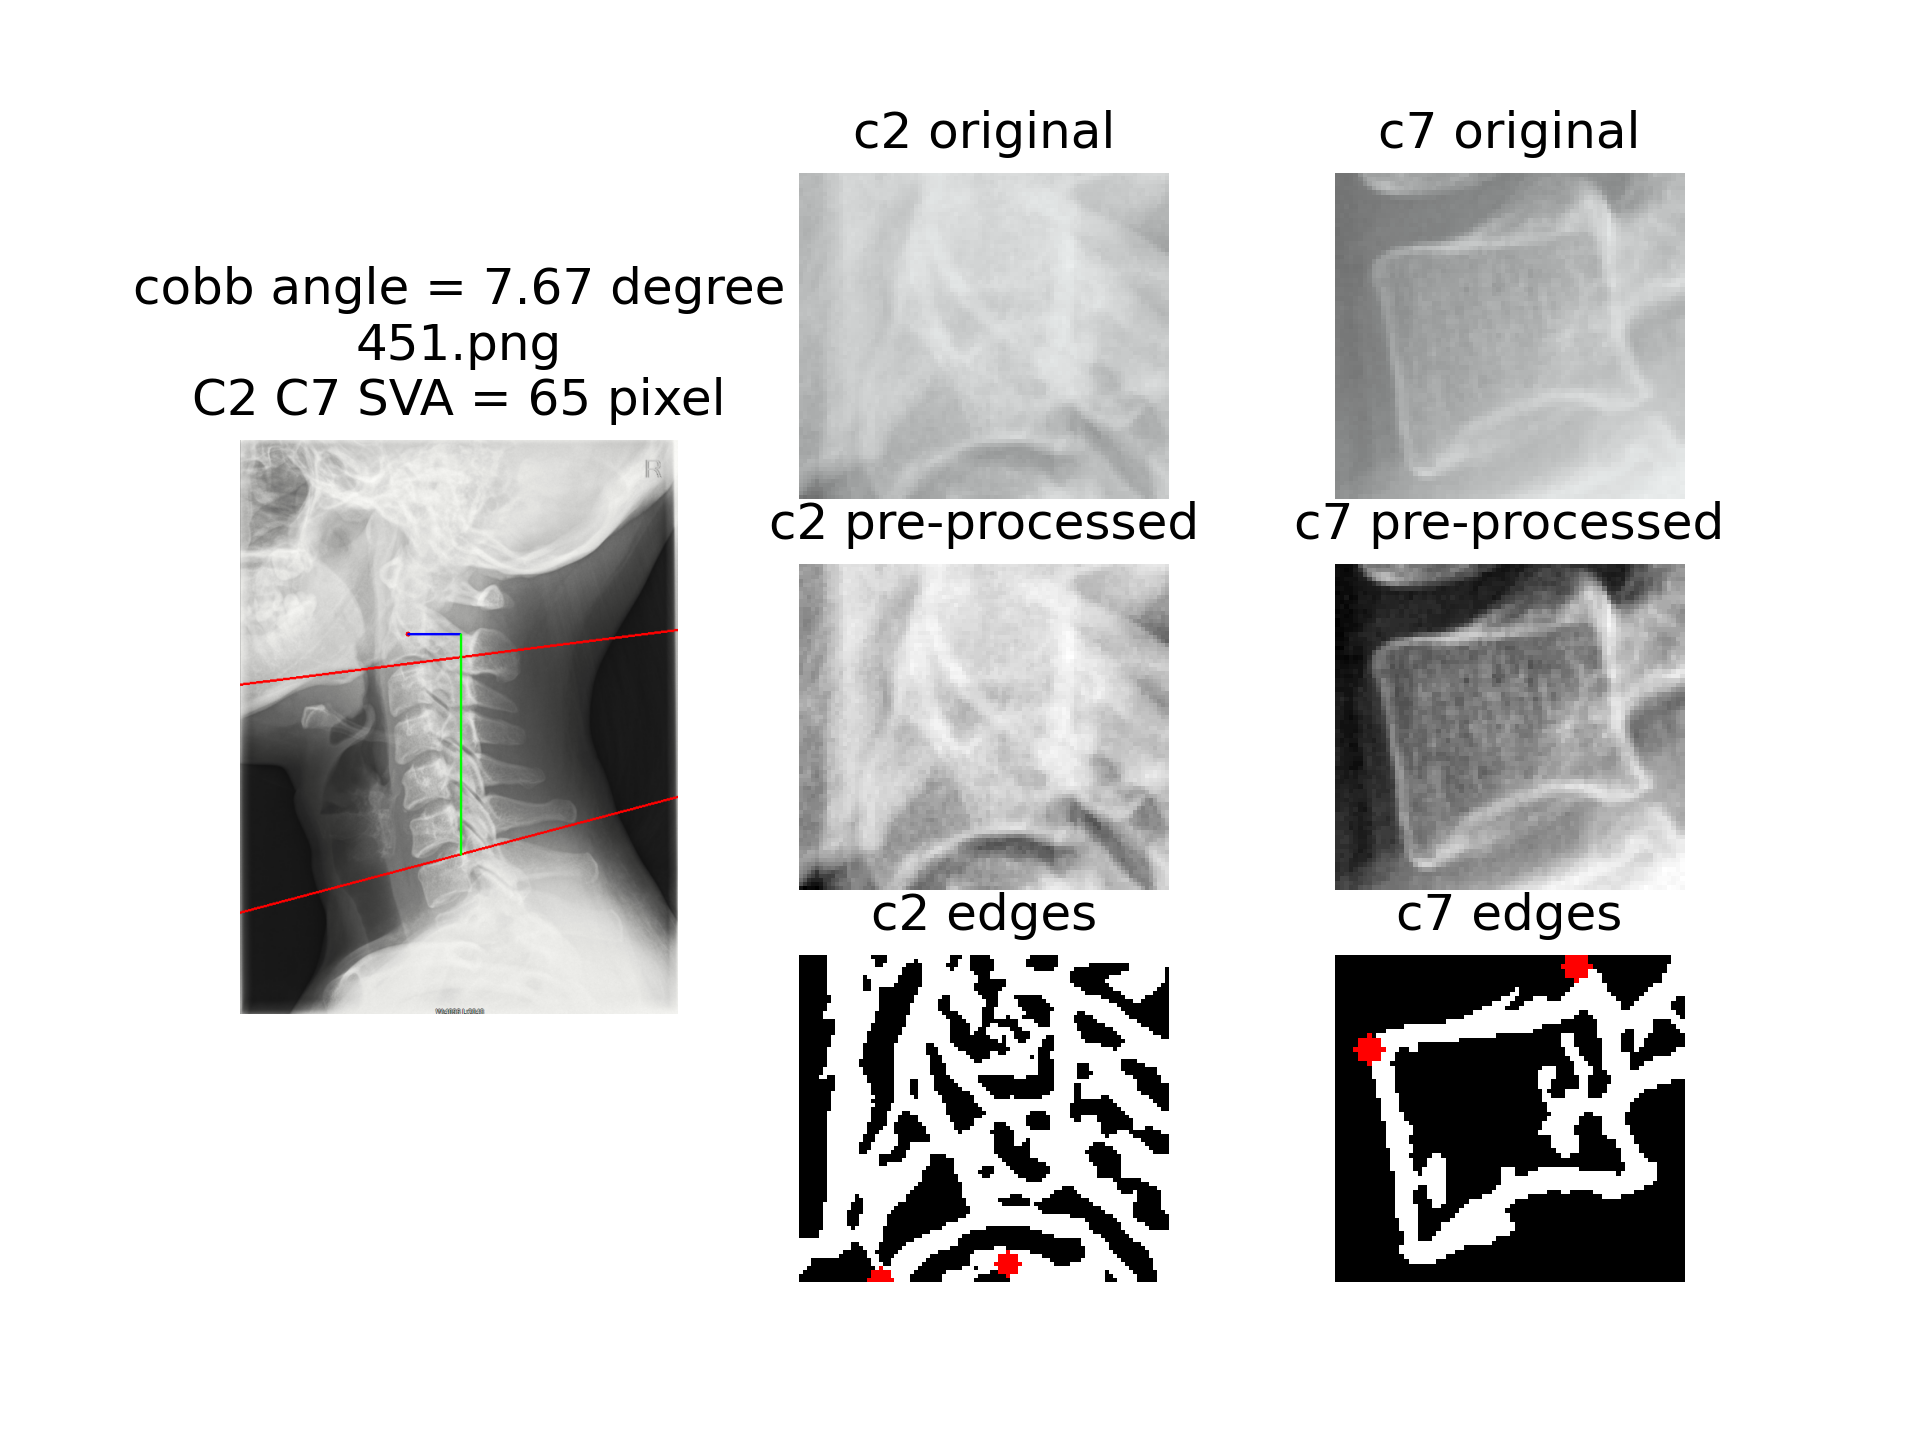 cobb angle = 7.67 degree
451.png
C2 C7 SVA = 65 pixel
R
c2 original
c7 original
c2 pre-processed
c7 pre-processed
c2 edges
c7 edges